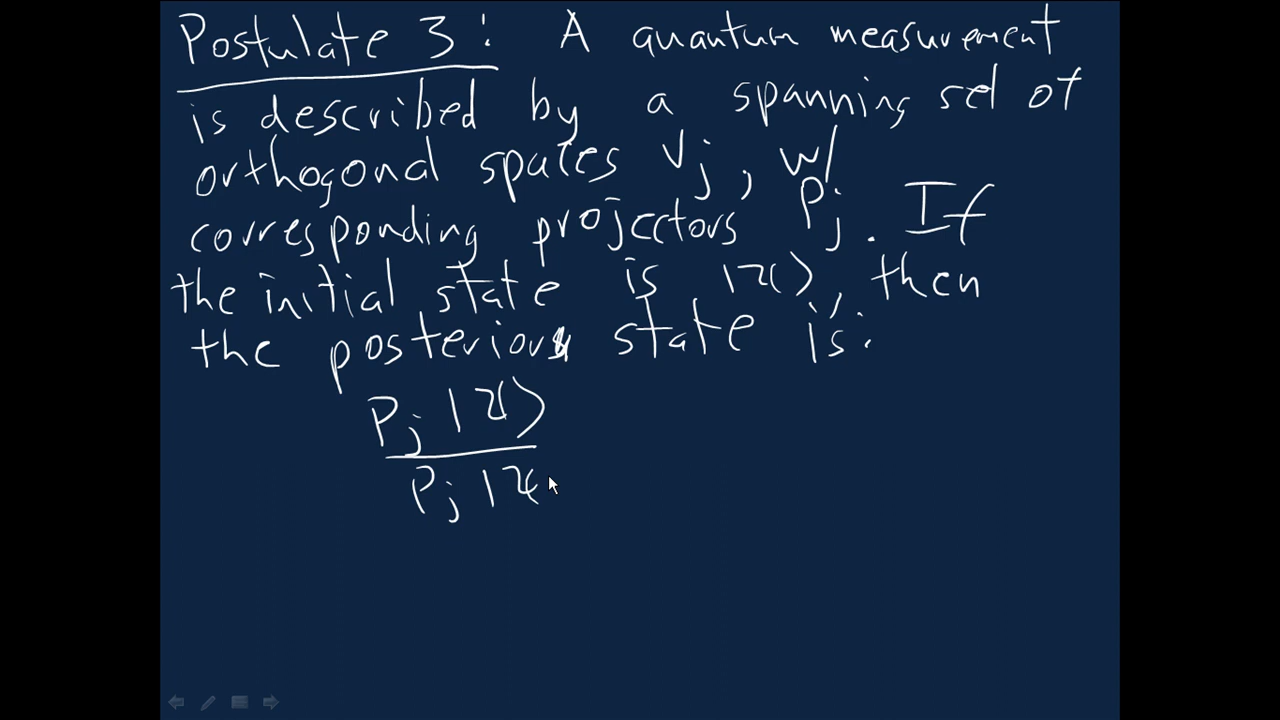 Postulate 3: A quantum measurement
is described by a spanning set of
orthogonal spaces Vj, w/
corresponding projectors Pj. If
the initial state is |ψ⟩, then
the posterior state is:
Pj |ψ⟩
Pj |ψ